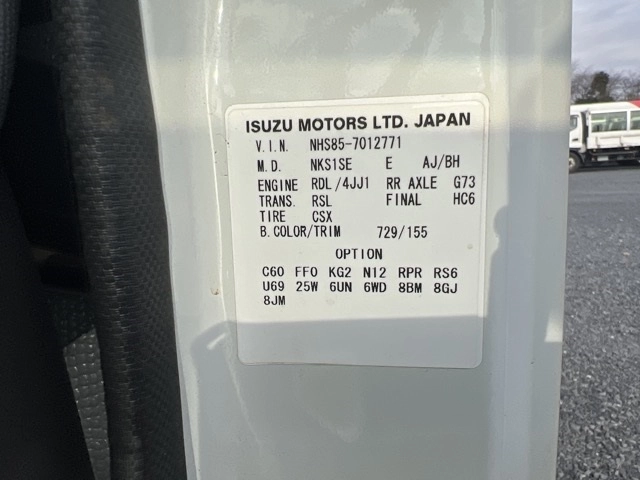 ISUZU MOTORS LTD. JAPAN
V.I.N. NHS85-7012771
M.D. NKS1SE E AJ/BH
ENGINE RDL/4JJ1 RR AXLE G73
TRANS. RSL FINAL HC6
TIRE CSX
B.COLOR/TRIM 729/155
OPTION
C60 FF0 KG2 N12 RPR RS6
U69 25W 6UN 6WD 8BM 8GJ
8JM